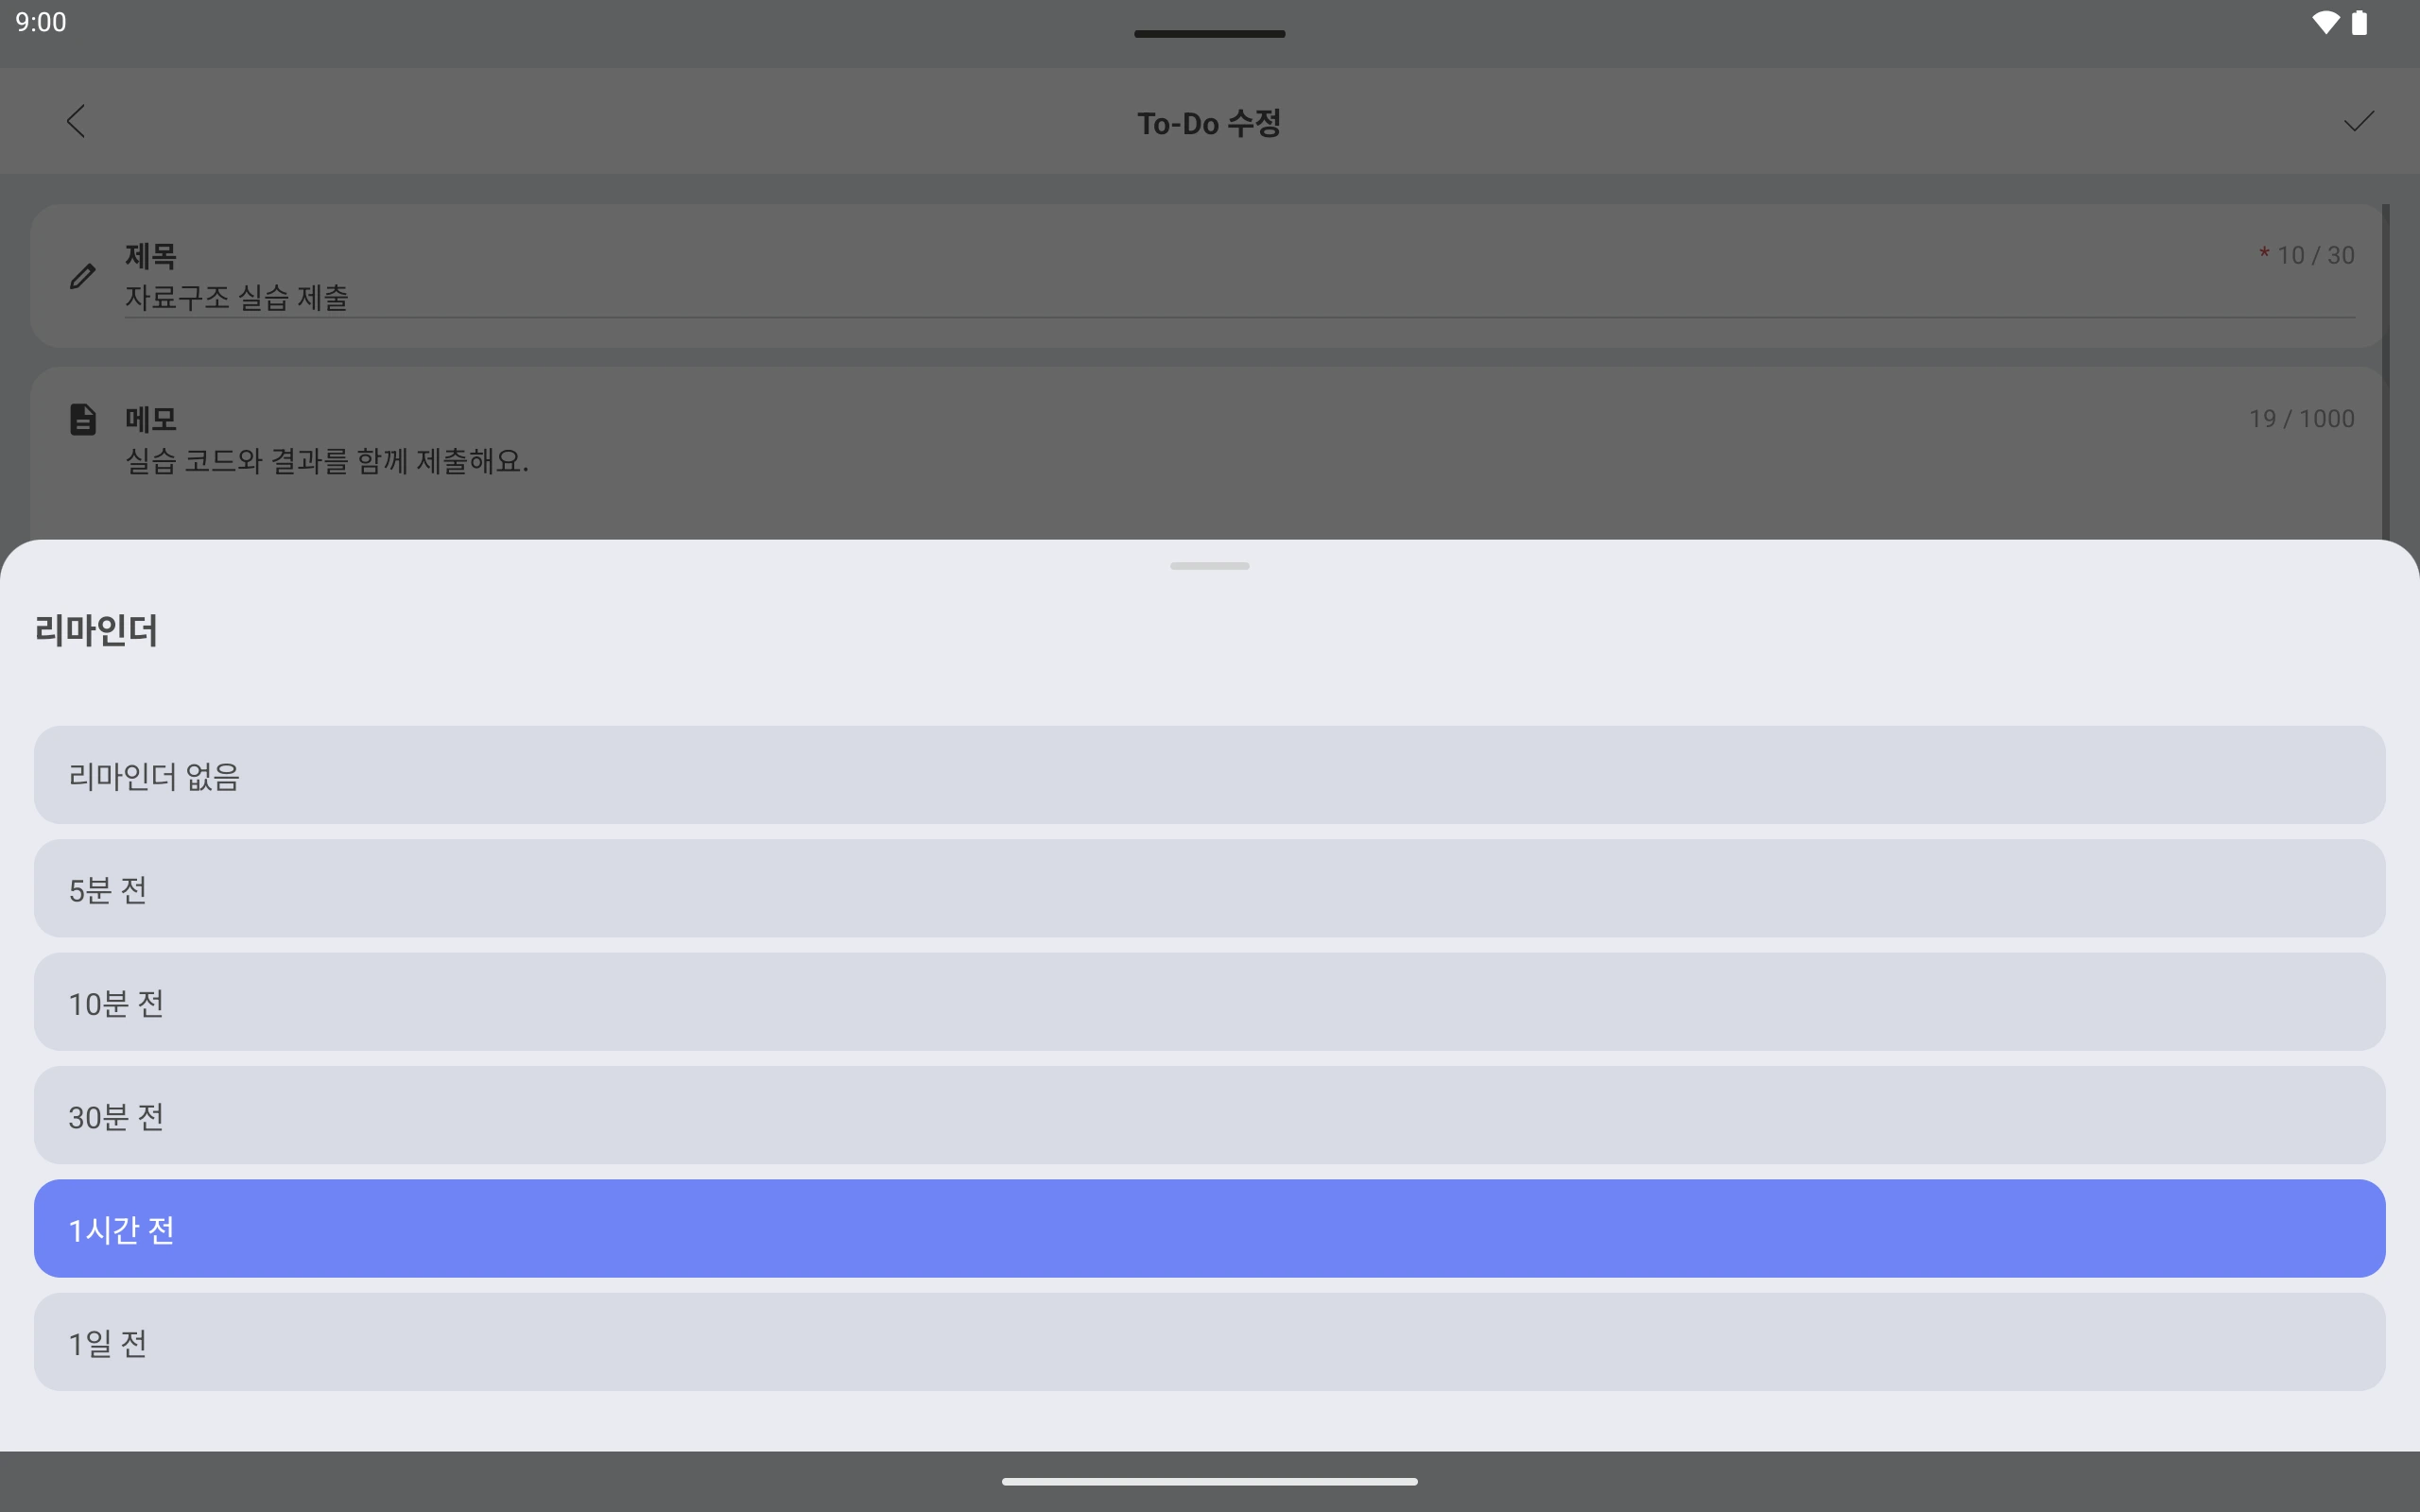 9:00
To-Do 수정
제목
* 10 / 30
자료구조 실습 제출
메모
19 / 1000
실습 코드와 결과를 함께 제출해요.
리마인더
리마인더 없음
5분 전
10분 전
30분 전
1시간 전
1일 전